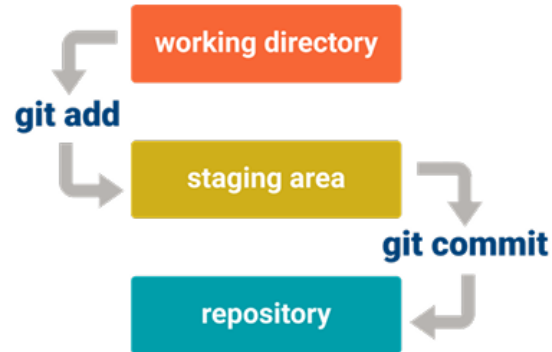 working directory
git add
staging area
git commit
repository